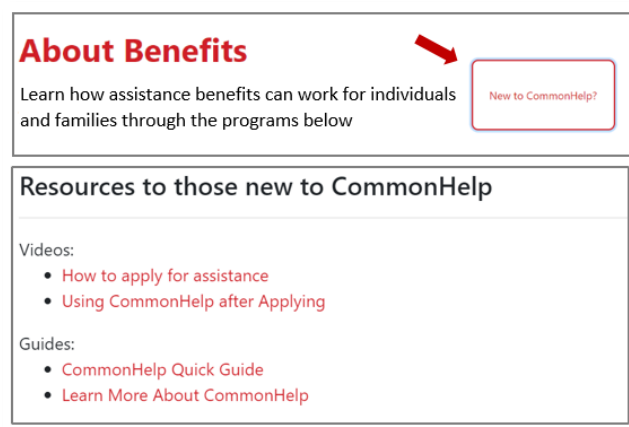 About Benefits
Learn how assistance benefits can work for individuals
and families through the programs below
New to CommonHelp?
Resources to those new to CommonHelp
Videos:
• How to apply for assistance
• Using CommonHelp after Applying
Guides:
• CommonHelp Quick Guide
• Learn More About CommonHelp